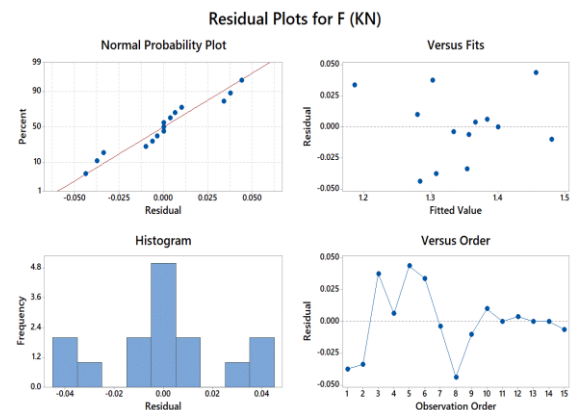 Residual Plots for F (KN)
Normal Probability Plot
99
90
50
10
1
Percent
-0.050 -0.025 0.000 0.025 0.050
Residual
Versus Fits
0.050
0.025
0.000
-0.025
-0.050
Residual
1.2 1.3 1.4 1.5
Fitted Value
Histogram
4.8
3.6
2.4
1.2
0.0
Frequency
-0.04 -0.02 0.00 0.02 0.04
Residual
Versus Order
0.050
0.025
0.000
-0.025
-0.050
Residual
1 2 3 4 5 6 7 8 9 10 11 12 13 14 15
Observation Order